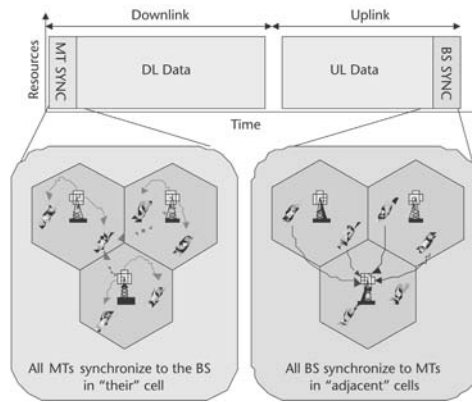 Downlink
Uplink
Resources
MT SYNC
DL Data
UL Data
BS SYNC
Time
All MTs synchronize to the BS
in "their" cell
All BS synchronize to MTs
in "adjacent" cells